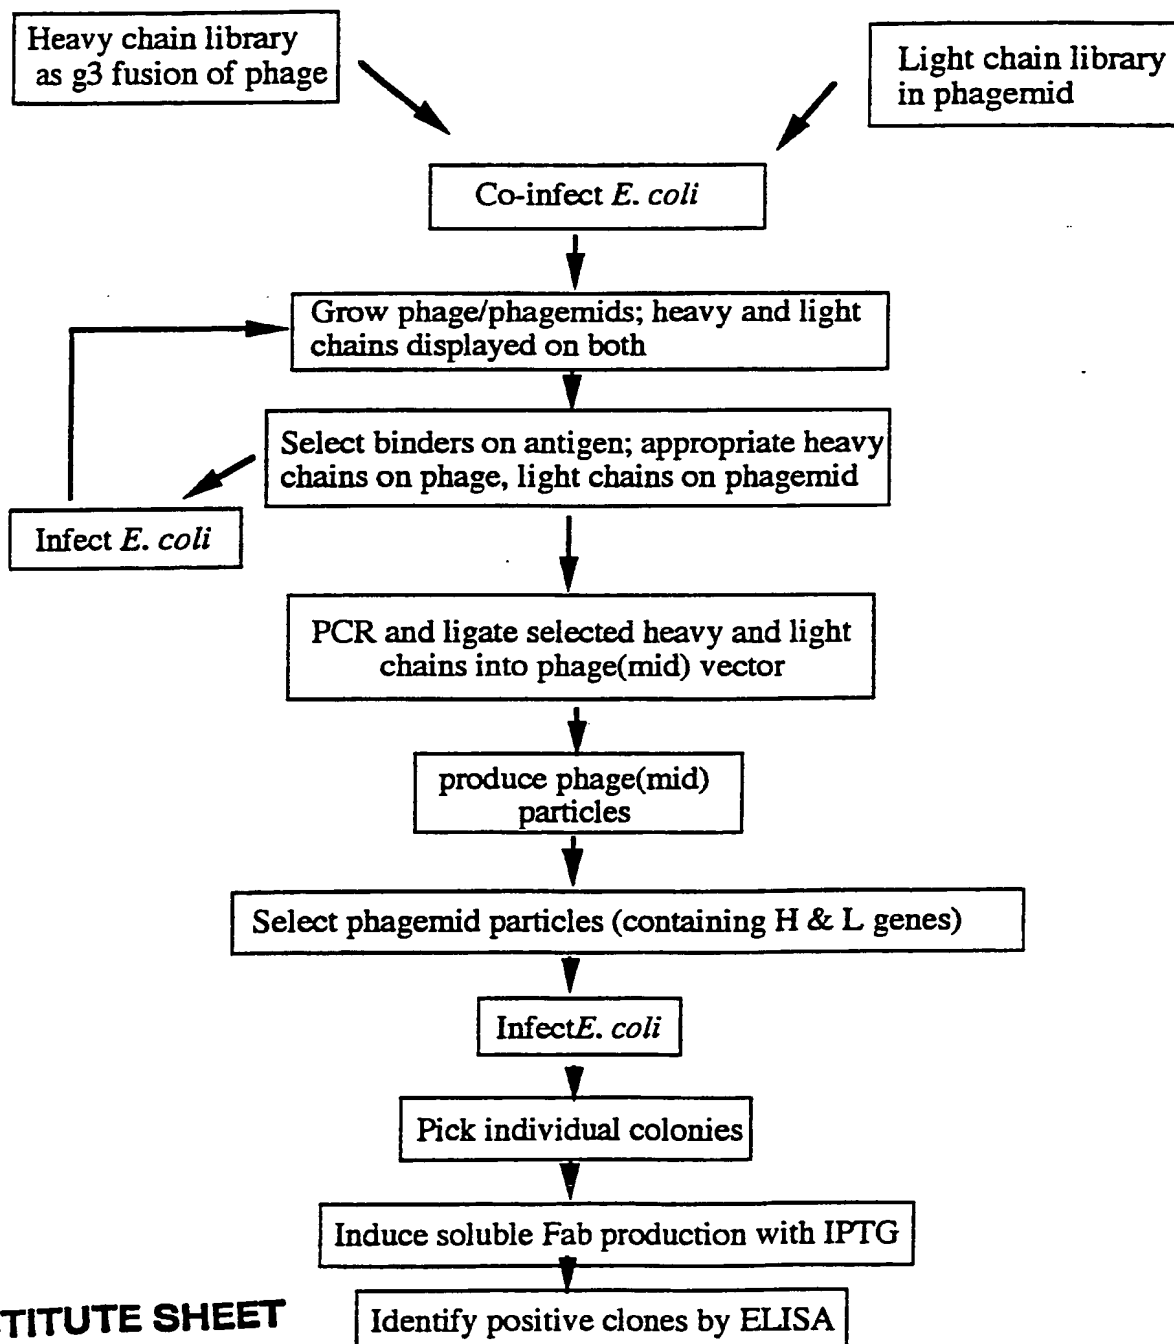 Heavy chain library
as g3 fusion of phage
Light chain library
in phagemid
Co-infect E. coli
Grow phage/phagemids; heavy and light
chains displayed on both
Select binders on antigen; appropriate heavy
chains on phage, light chains on phagemid
Infect E. coli
PCR and ligate selected heavy and light
chains into phage(mid) vector
produce phage(mid)
particles
Select phagemid particles (containing H & L genes)
InfectE. coli
Pick individual colonies
Induce soluble Fab production with IPTG
Identify positive clones by ELISA
TITUTE SHEET